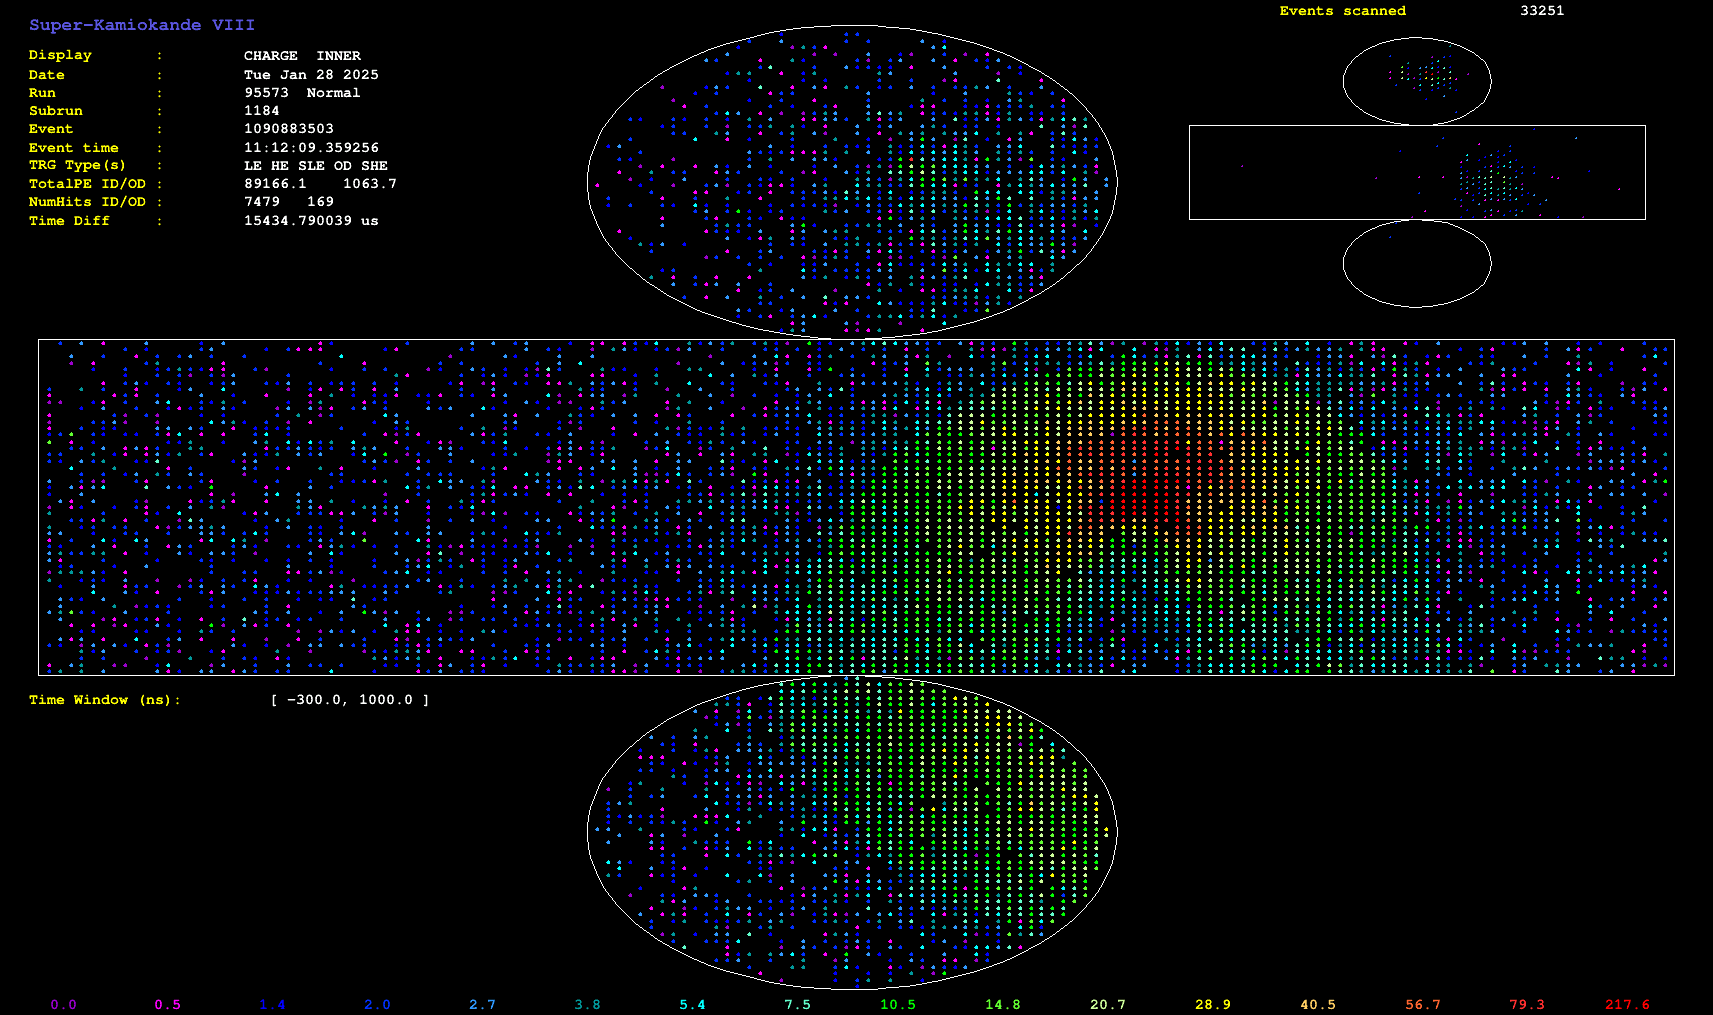 Super-Kamiokande VIII
Events scanned 33251
Display : CHARGE INNER
Date : Tue Jan 28 2025
Run : 95573 Normal
Subrun : 1184
Event : 1090883503
Event time : 11:12:09.359256
TRG Type(s) : LE HE SLE OD SHE
TotalPE ID/OD : 89166.1 1063.7
NumHits ID/OD : 7479 169
Time Diff : 15434.790039 us
Time Window (ns): [ -300.0, 1000.0 ]
0.0 0.5 1.4 2.0 2.7 3.8 5.4 7.5 10.5 14.8 20.7 28.9 40.5 56.7 79.3 217.6